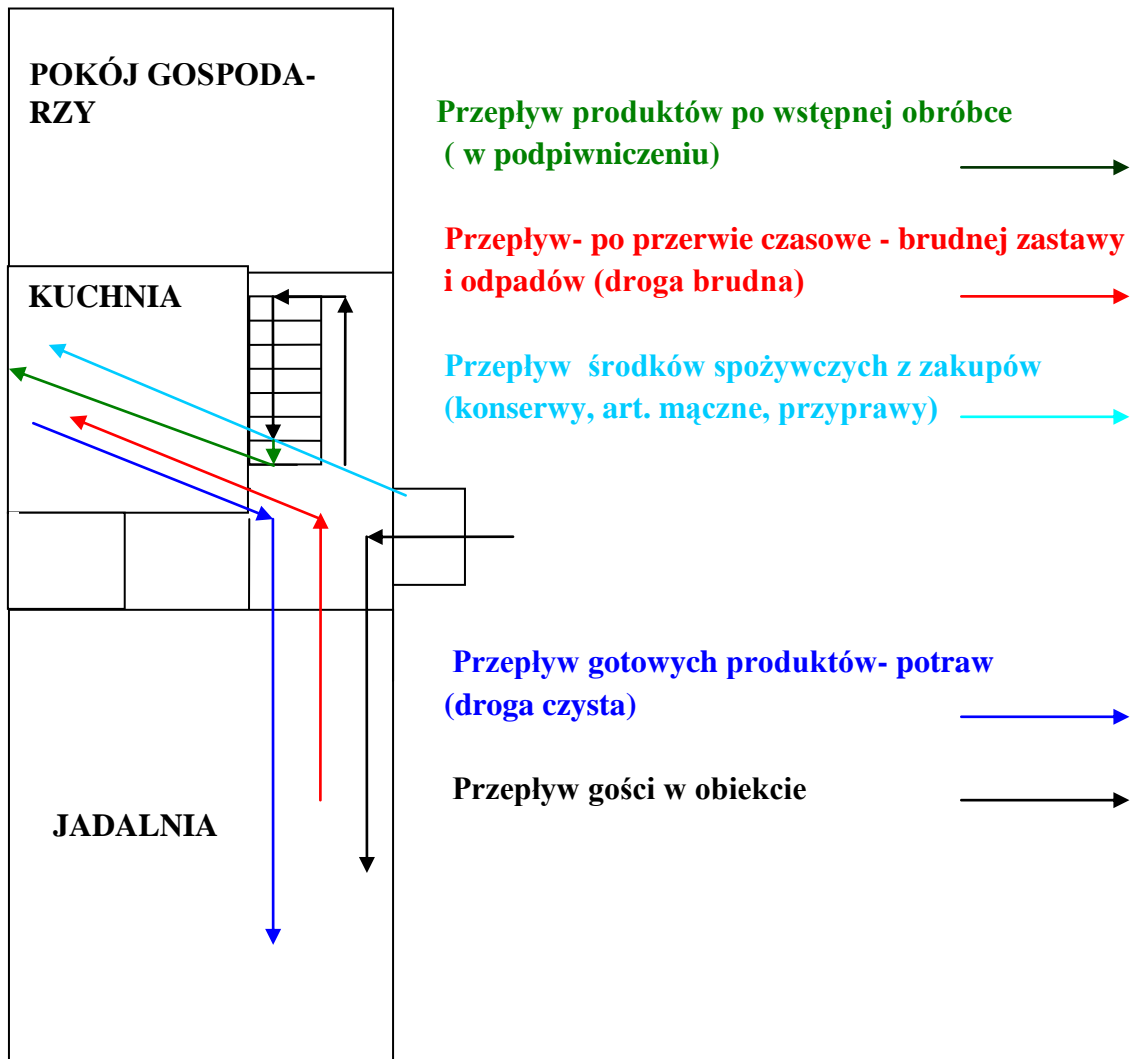 POKÓJ GOSPODA-
RZY
Przepływ produktów po wstępnej obróbce
( w podpiwniczeniu)
Przepływ- po przerwie czasowe - brudnej zastawy
i odpadów (droga brudna)
KUCHNIA
Przepływ środków spożywczych z zakupów
(konserwy, art. mączne, przyprawy)
Przepływ gotowych produktów- potraw
(droga czysta)
Przepływ gości w obiekcie
JADALNIA